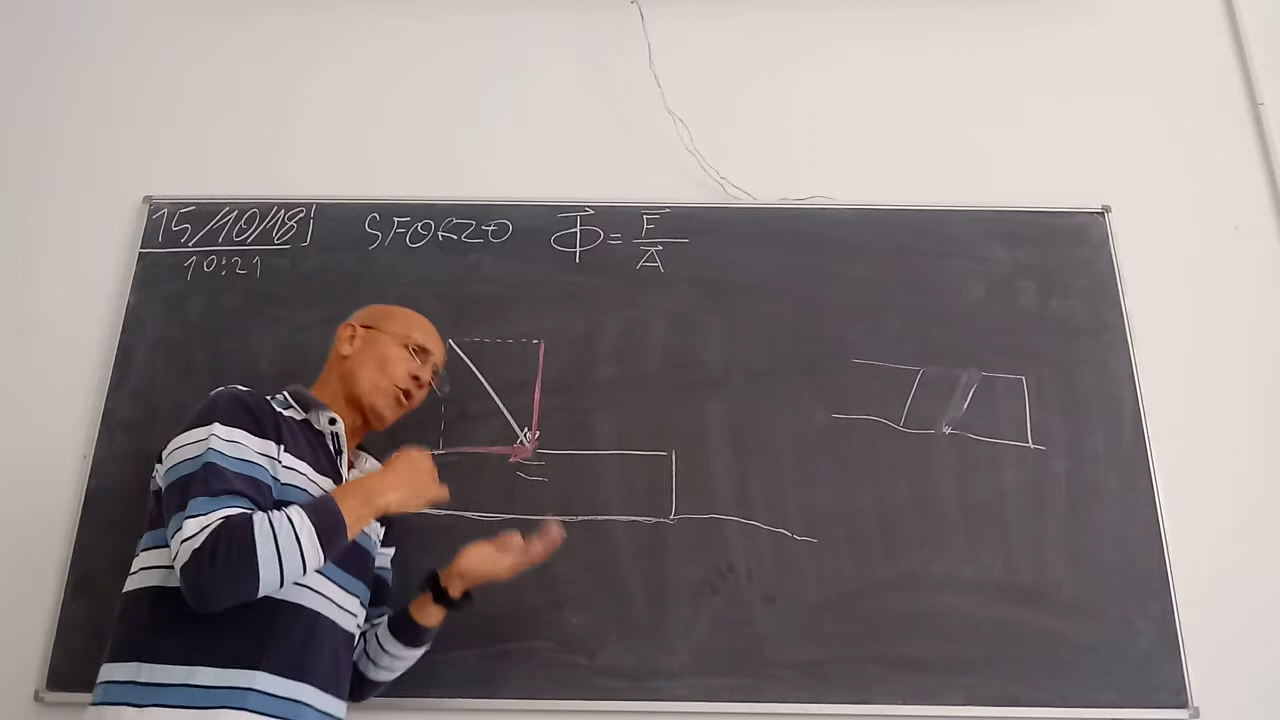 15/10/18 SFORZO Φ⃗ = F⃗ / A⃗
10:21